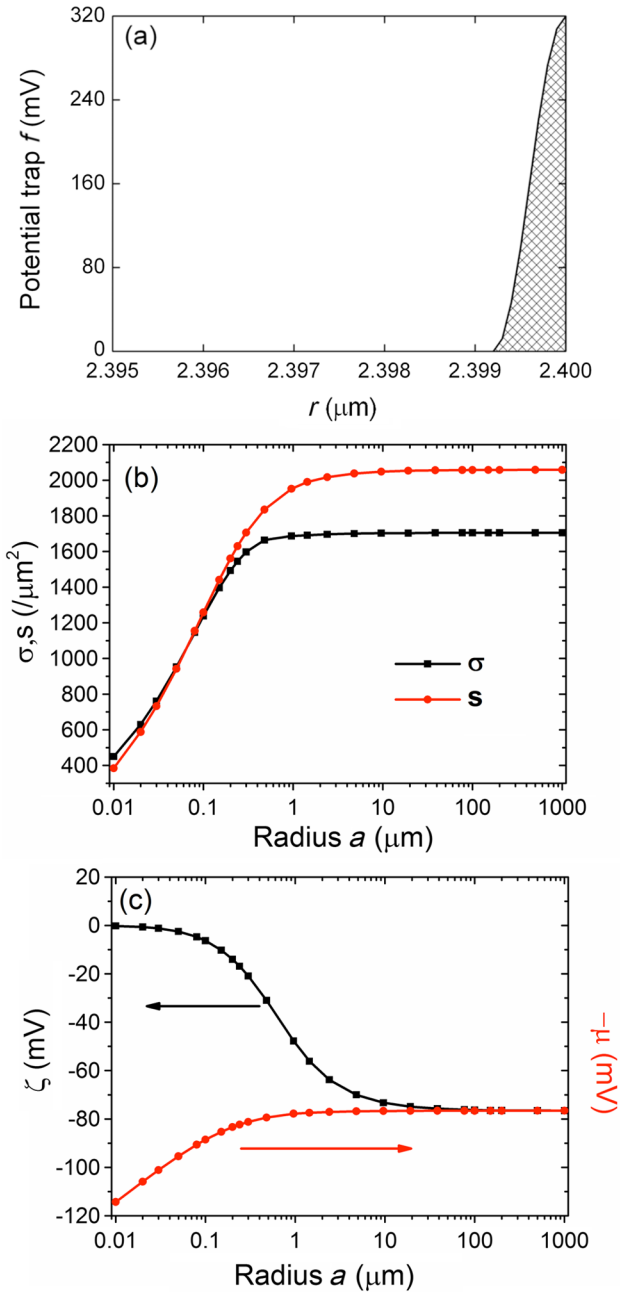 (a)
Potential trap f (mV)
320
240
160
80
0
2.395 2.396 2.397 2.398 2.399 2.400
r (μm)
(b)
σ,s (/μm²)
2200
2000
1800
1600
1400
1200
1000
800
600
400
σ
s
0.01 0.1 1 10 100 1000
Radius a (μm)
(c)
ζ (mV)
20
0
-20
-40
-60
-80
-100
-120
−μ (mV)
0.01 0.1 1 10 100 1000
Radius a (μm)